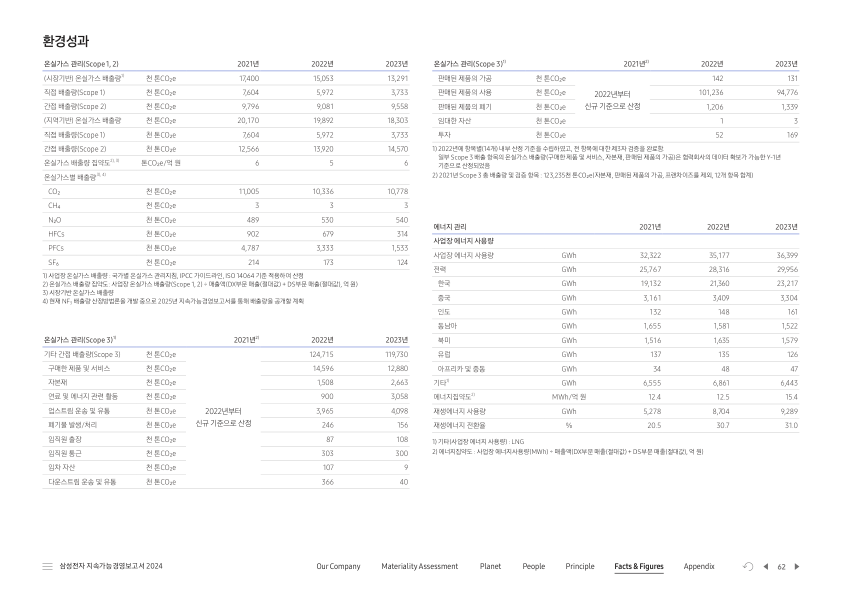 환경성과
온실가스 관리(Scope 1, 2) 2021년 2022년 2023년
(시장기반) 온실가스 배출량1) 천 톤CO₂e 17,400 15,053 13,291
직접 배출량(Scope 1) 천 톤CO₂e 7,604 5,972 3,733
간접 배출량(Scope 2) 천 톤CO₂e 9,796 9,081 9,558
(지역기반) 온실가스 배출량 천 톤CO₂e 20,170 19,892 18,303
직접 배출량(Scope 1) 천 톤CO₂e 7,604 5,972 3,733
간접 배출량(Scope 2) 천 톤CO₂e 12,566 13,920 14,570
온실가스 배출량 집약도2), 3) 톤CO₂e/억 원 6 5 6
온실가스별 배출량3), 4)
CO₂ 천 톤CO₂e 11,005 10,336 10,778
CH₄ 천 톤CO₂e 3 3 3
N₂O 천 톤CO₂e 489 530 540
HFCs 천 톤CO₂e 902 679 314
PFCs 천 톤CO₂e 4,787 3,333 1,533
SF₆ 천 톤CO₂e 214 173 124
1) 사업장 온실가스 배출량 : 국가별 온실가스 관리지침, IPCC 가이드라인, ISO 14064 기준 적용하여 산정
2) 온실가스 배출량 집약도 : 사업장 온실가스 배출량(Scope 1, 2) ÷ 매출액(DX부문 매출(절대값) + DS부문 매출(절대값), 억 원)
3) 시장기반 온실가스 배출량
4) 현재 NF₃ 배출량 산정방법론을 개발 중으로 2025년 지속가능경영보고서를 통해 배출량을 공개할 계획
온실가스 관리(Scope 3)1) 2021년2) 2022년 2023년
기타 간접 배출량(Scope 3) 천 톤CO₂e 124,715 119,730
구매한 제품 및 서비스 천 톤CO₂e 14,596 12,880
자본재 천 톤CO₂e 1,508 2,663
연료 및 에너지 관련 활동 천 톤CO₂e 900 3,058
업스트림 운송 및 유통 천 톤CO₂e 3,965 4,098
2022년부터
신규 기준으로 산정
폐기물 발생/처리 천 톤CO₂e 246 156
임직원 출장 천 톤CO₂e 87 108
임직원 통근 천 톤CO₂e 303 300
임차 자산 천 톤CO₂e 107 9
다운스트림 운송 및 유통 천 톤CO₂e 366 40
온실가스 관리(Scope 3)1) 2021년2) 2022년 2023년
판매된 제품의 가공 천 톤CO₂e 142 131
판매된 제품의 사용 천 톤CO₂e 101,236 94,776
2022년부터
신규 기준으로 산정
판매된 제품의 폐기 천 톤CO₂e 1,206 1,339
임대한 자산 천 톤CO₂e 1 3
투자 천 톤CO₂e 52 169
1) 2022년에 항목별(14개) 내부 산정 기준을 수립하였고, 전 항목에 대한 제3자 검증을 완료함
일부 Scope 3 배출 항목의 온실가스 배출량(구매한 제품 및 서비스, 자본재, 판매된 제품의 가공)은 협력회사의 데이터 확보가 가능한 Y-1년
기준으로 산정되었음
2) 2021년 Scope 3 총 배출량 및 검증 항목 : 123,235천 톤CO₂e(자본재, 판매된 제품의 가공, 프랜차이즈를 제외, 12개 항목 합계)
에너지 관리 2021년 2022년 2023년
사업장 에너지 사용량
사업장 에너지 사용량 GWh 32,322 35,177 36,399
전력 GWh 25,767 28,316 29,956
한국 GWh 19,132 21,360 23,217
중국 GWh 3,161 3,409 3,304
인도 GWh 132 148 161
동남아 GWh 1,655 1,581 1,522
북미 GWh 1,516 1,635 1,579
유럽 GWh 137 135 126
아프리카 및 중동 GWh 34 48 47
기타1) GWh 6,555 6,861 6,443
에너지집약도2) MWh/억 원 12.4 12.5 15.4
재생에너지 사용량 GWh 5,278 8,704 9,289
재생에너지 전환율 % 20.5 30.7 31.0
1) 기타(사업장 에너지 사용량) : LNG
2) 에너지집약도 : 사업장 에너지사용량(MWh) ÷ 매출액(DX부문 매출(절대값) + DS부문 매출(절대값), 억 원)
삼성전자 지속가능경영보고서 2024 Our Company Materiality Assessment Planet People Principle Facts & Figures Appendix 62